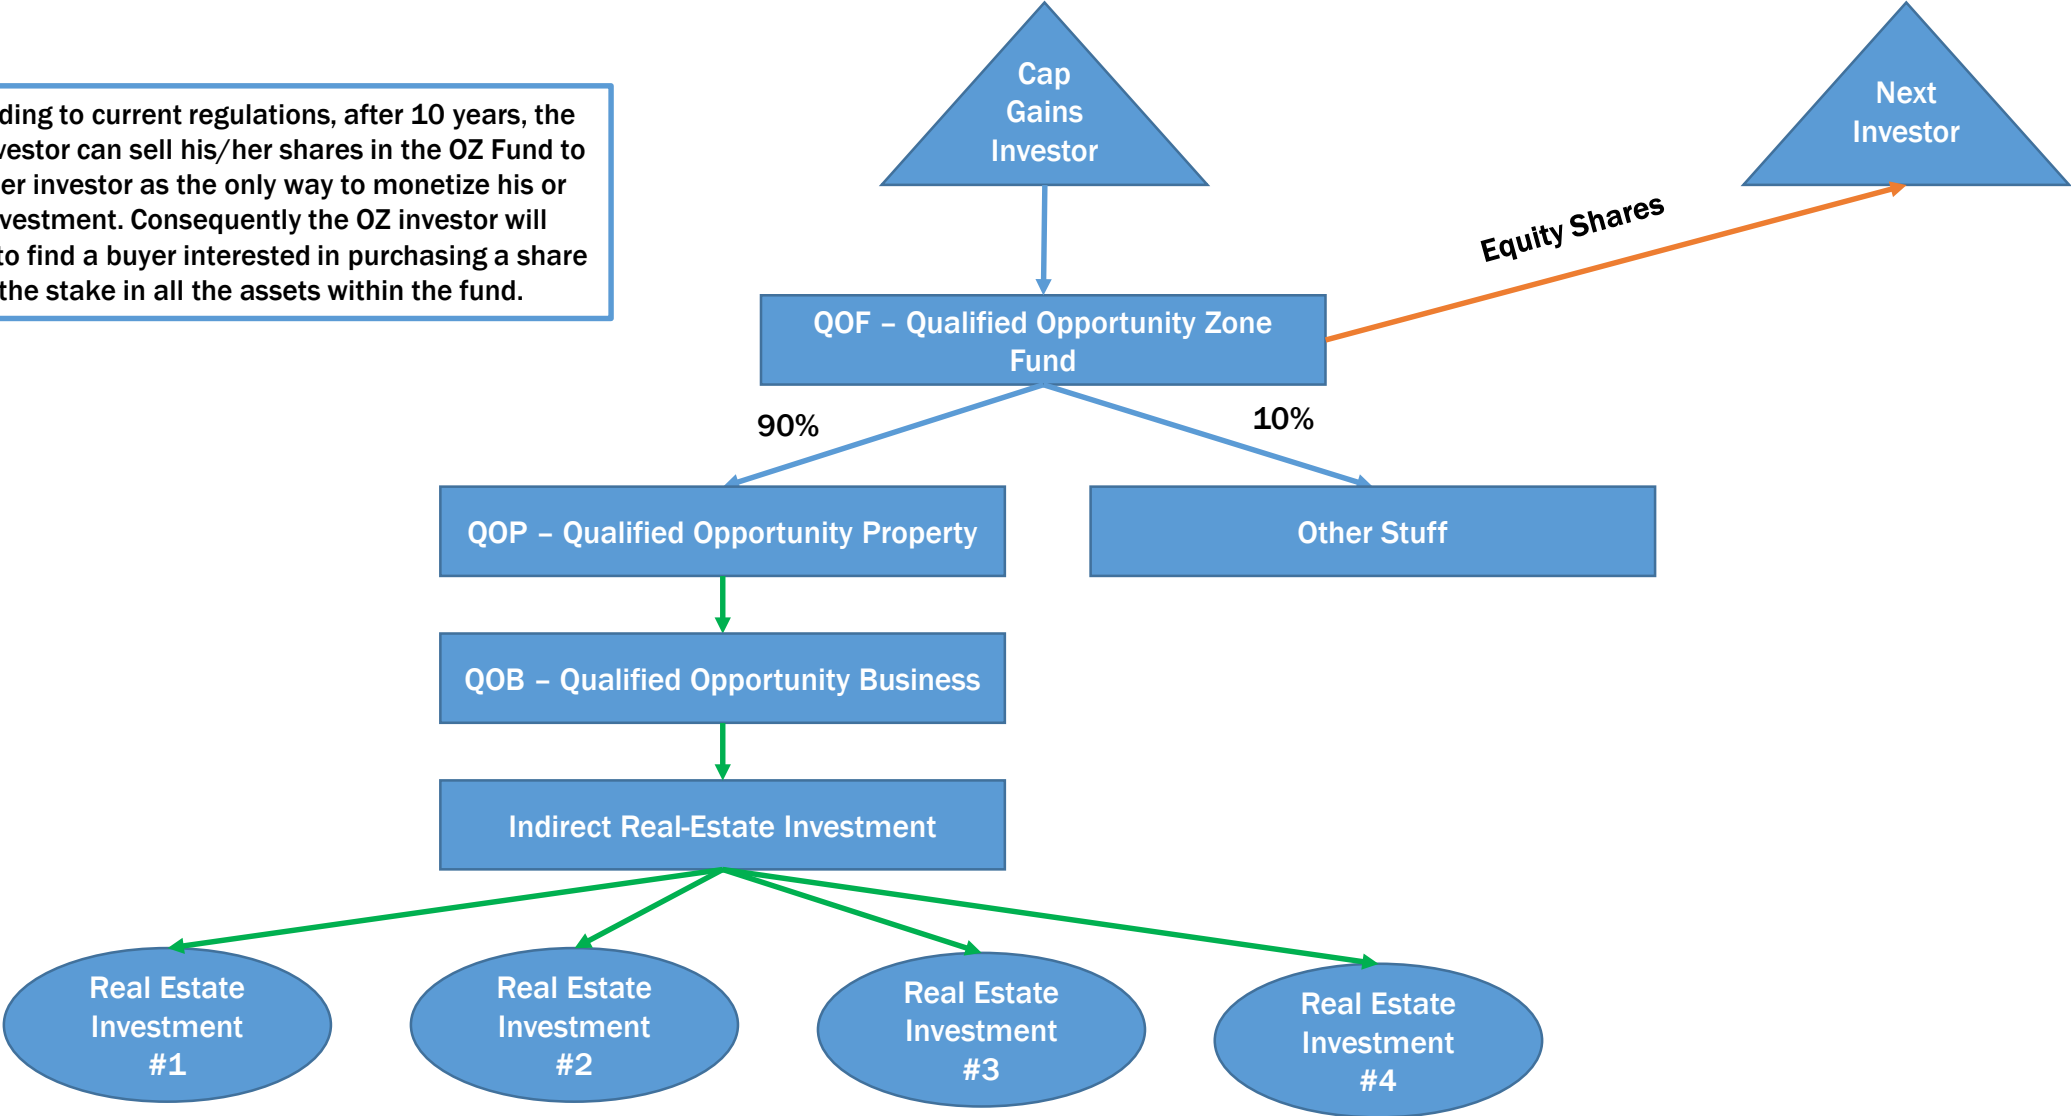 ding to current regulations, after 10 years, the
vestor can sell his/her shares in the OZ Fund to
er investor as the only way to monetize his or
vestment. Consequently the OZ investor will
to find a buyer interested in purchasing a share
the stake in all the assets within the fund.
Cap
Gains
Investor
Next
Investor
Equity Shares
QOF – Qualified Opportunity Zone
Fund
90%
10%
QOP – Qualified Opportunity Property
Other Stuff
QOB – Qualified Opportunity Business
Indirect Real-Estate Investment
Real Estate
Investment
#1
Real Estate
Investment
#2
Real Estate
Investment
#3
Real Estate
Investment
#4